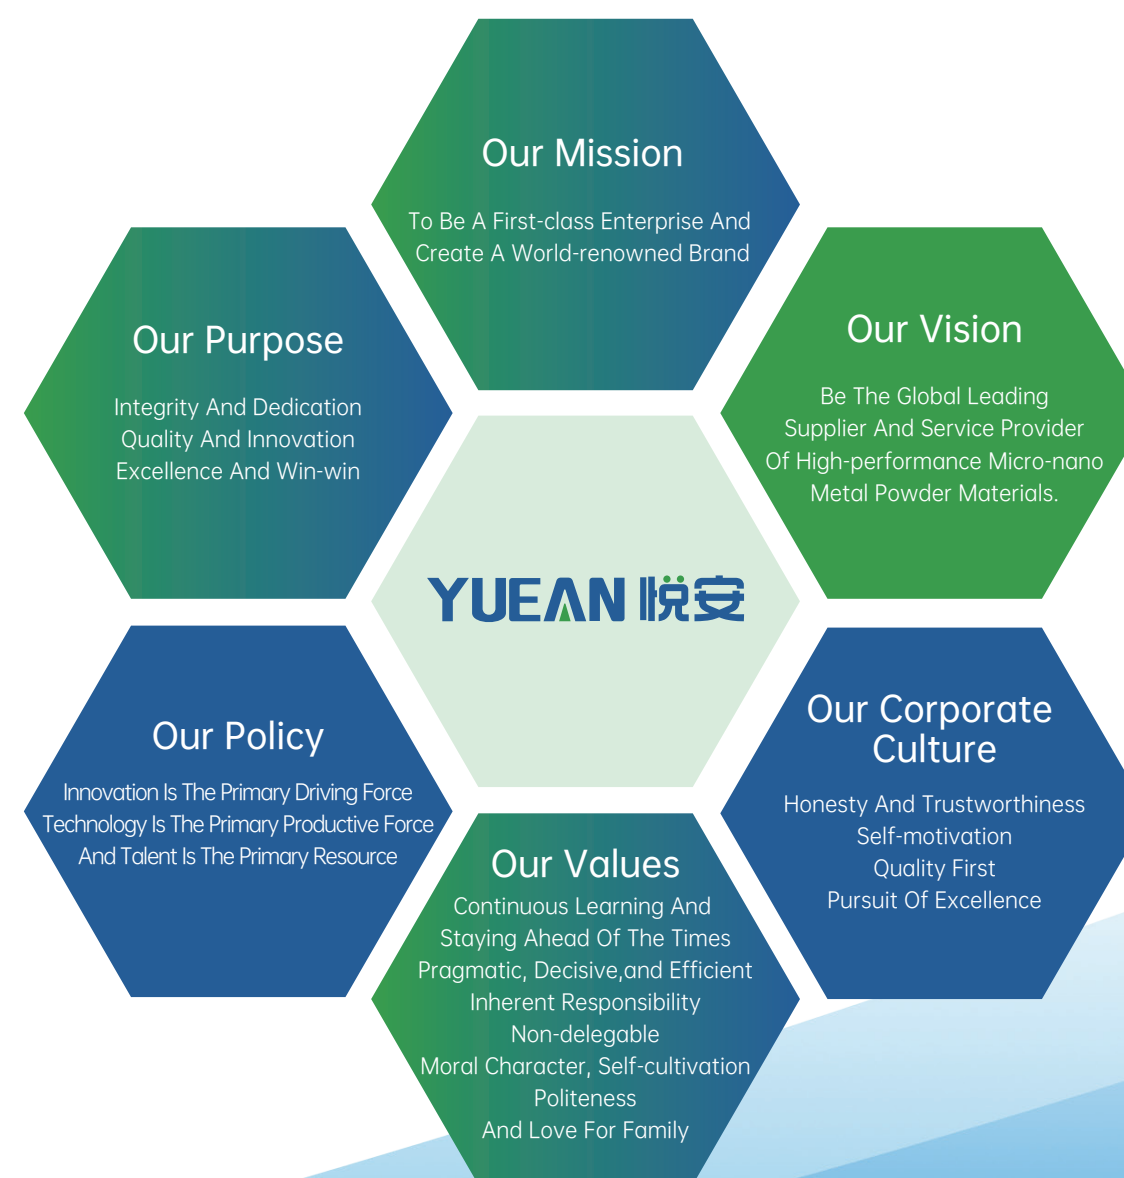 Our Mission
To Be A First-class Enterprise And
Create A World-renowned Brand
Our Purpose
Integrity And Dedication
Quality And Innovation
Excellence And Win-win
Our Vision
Be The Global Leading
Supplier And Service Provider
Of High-performance Micro-nano
Metal Powder Materials.
YUEAN 悦安
Our Policy
Innovation Is The Primary Driving Force
Technology Is The Primary Productive Force
And Talent Is The Primary Resource
Our Corporate
Culture
Honesty And Trustworthiness
Self-motivation
Quality First
Pursuit Of Excellence
Our Values
Continuous Learning And
Staying Ahead Of The Times
Pragmatic, Decisive,and Efficient
Inherent Responsibility
Non-delegable
Moral Character, Self-cultivation
Politeness
And Love For Family